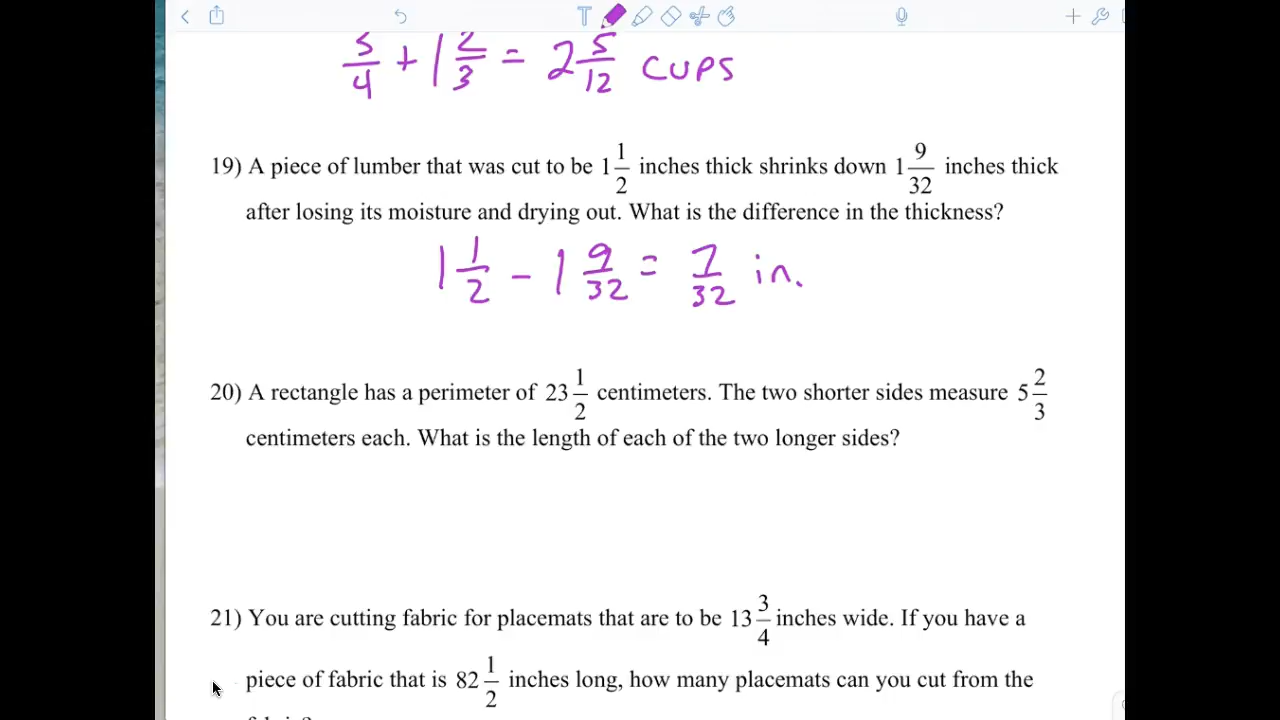 3/4 + 1 2/3 = 2 5/12 cups
19) A piece of lumber that was cut to be 1 1/2 inches thick shrinks down 1 9/32 inches thick
after losing its moisture and drying out. What is the difference in the thickness?
1 1/2 - 1 9/32 = 7/32 in.
20) A rectangle has a perimeter of 23 1/2 centimeters. The two shorter sides measure 5 2/3
centimeters each. What is the length of each of the two longer sides?
21) You are cutting fabric for placemats that are to be 13 3/4 inches wide. If you have a
piece of fabric that is 82 1/2 inches long, how many placemats can you cut from the